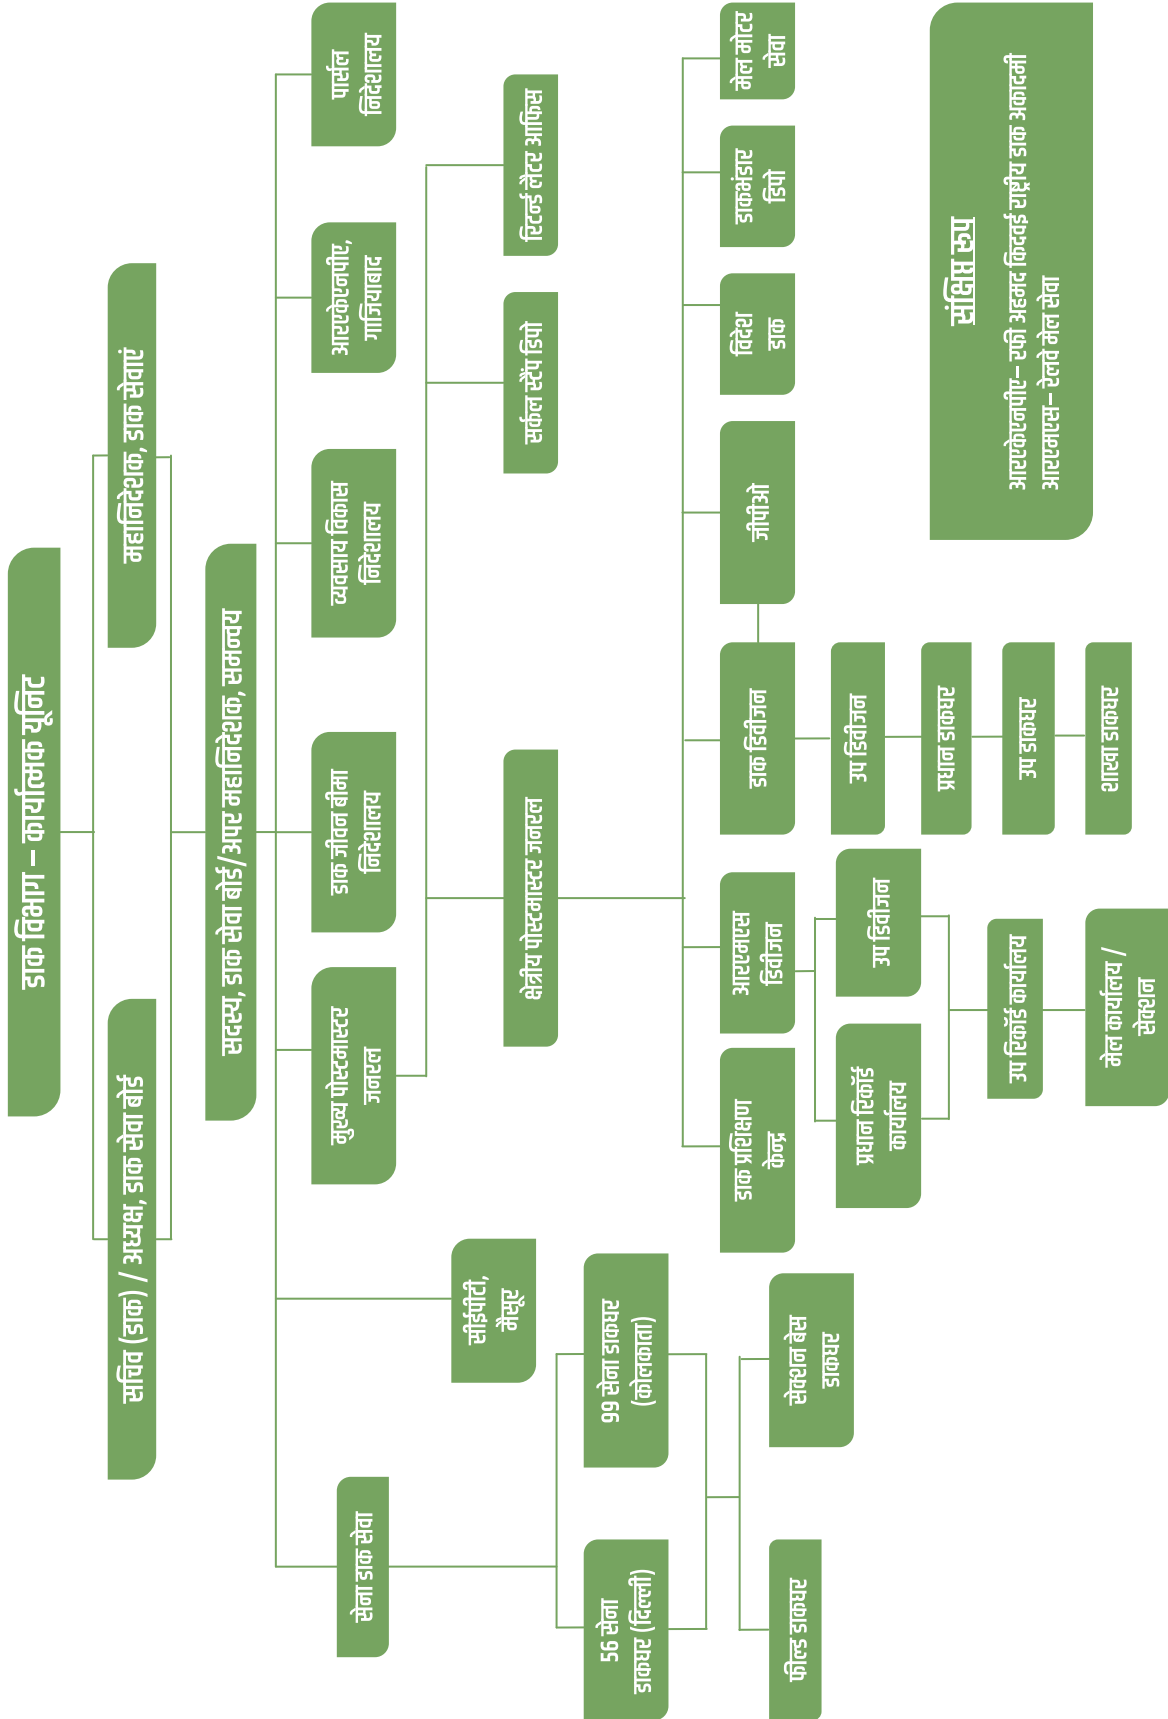 डाक विभाग – कार्यात्मक यूनिट
सचिव (डाक) / अध्यक्ष, डाक सेवा बोर्ड
महानिदेशक, डाक सेवाएं
सदस्य, डाक सेवा बोर्ड/अपर महानिदेशक, समन्वय
सेना डाक सेवा
सीईपीटी,
मैसूर
मुख्य पोस्टमास्टर
जनरल
डाक जीवन बीमा
निदेशालय
व्यवसाय विकास
निदेशालय
आरएकेएनपीए,
गाजियाबाद
पार्सल
निदेशालय
क्षेत्रीय पोस्टमास्टर जनरल
सर्कल स्टैंप डिपो
रिटर्न्ड लेटर ऑफिस
56 सेना
डाकघर (दिल्ली)
99 सेना डाकघर
(कोलकाता)
फील्ड डाकघर
सेक्शन बेस
डाकघर
डाक प्रशिक्षण
केन्द्र
आरएमएस
डिवीजन
डाक डिवीजन
जीपीओ
विदेश
डाक
डाकभंडार
डिपो
मेल मोटर
सेवा
प्रधान रिकॉर्ड
कार्यालय
उप डिवीजन
उप रिकॉर्ड कार्यालय
मेल कार्यालय /
सेक्शन
उप डिवीजन
प्रधान डाकघर
उप डाकघर
शाखा डाकघर
संक्षिप्त रूप
आरएकेएनपीए– रफी अहमद किदवई राष्ट्रीय डाक अकादमी
आरएमएस– रेलवे मेल सेवा